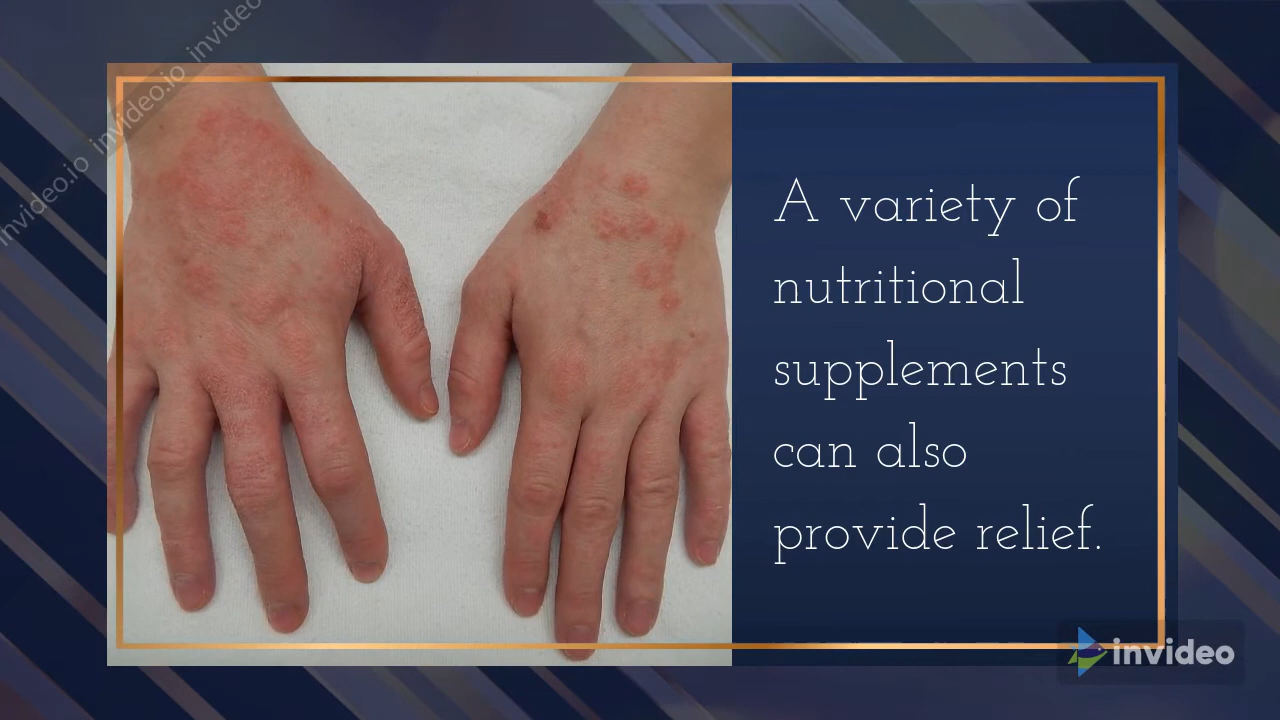 invideo.io invideo.io invideo
A variety of
nutritional
supplements
can also
provide relief.
invideo